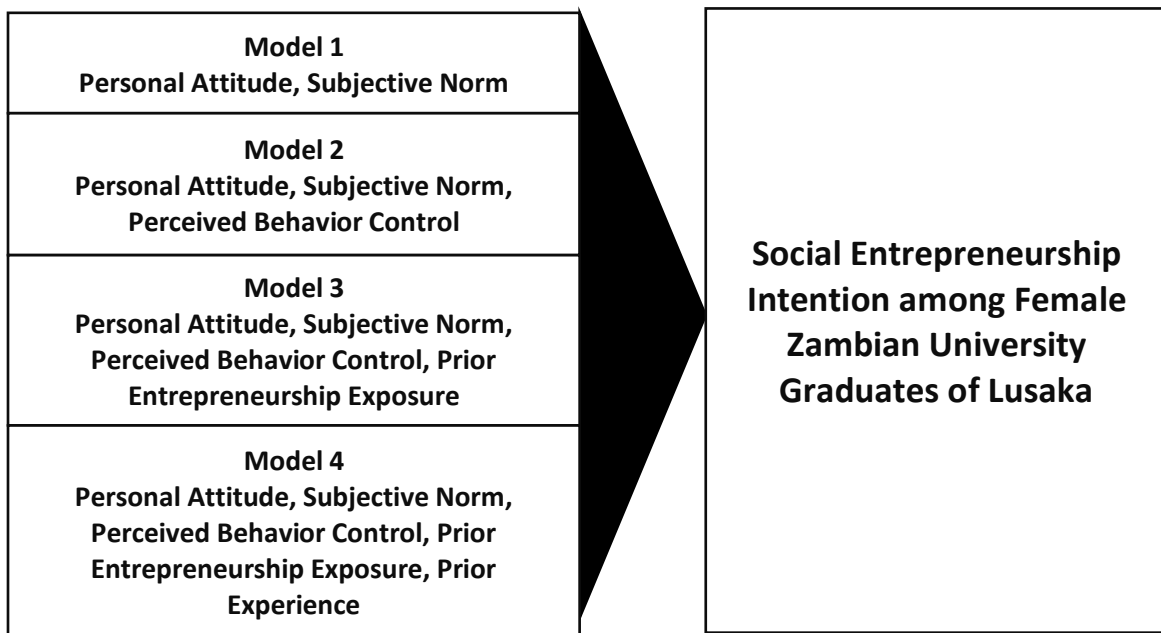 Model 1
Personal Attitude, Subjective Norm
Model 2
Personal Attitude, Subjective Norm,
Perceived Behavior Control
Model 3
Personal Attitude, Subjective Norm,
Perceived Behavior Control, Prior
Entrepreneurship Exposure
Model 4
Personal Attitude, Subjective Norm,
Perceived Behavior Control, Prior
Entrepreneurship Exposure, Prior
Experience
Social Entrepreneurship
Intention among Female
Zambian University
Graduates of Lusaka